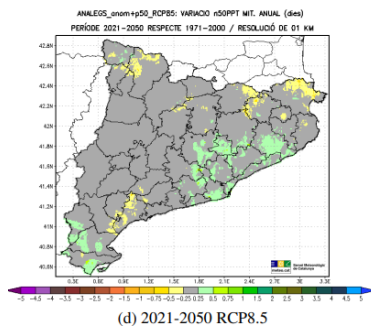 ANALEGS_anom+p50_RCP85: VARIACIO n50PPT MIT. ANUAL (dies)
PERÍODE 2021-2050 RESPECTE 1971-2000 / RESOLUCIÓ DE 01 KM
42.8N
42.6N
42.4N
42.2N
42N
41.8N
41.6N
41.4N
41.2N
41N
40.8N
40.6N
meteo.cat
Servei Meteorològic
de Catalunya
0.3E 0.6E 0.9E 1.2E 1.5E 1.8E 2.1E 2.4E 2.7E 3E 3.3E
-5 -4.5 -4 -3.5 -3 -2.5 -2 -1.5 -1 -0.75 -0.5 -0.25 0.25 0.5 0.75 1 1.5 2 2.5 3 3.5 4 4.5 5
(d) 2021-2050 RCP8.5